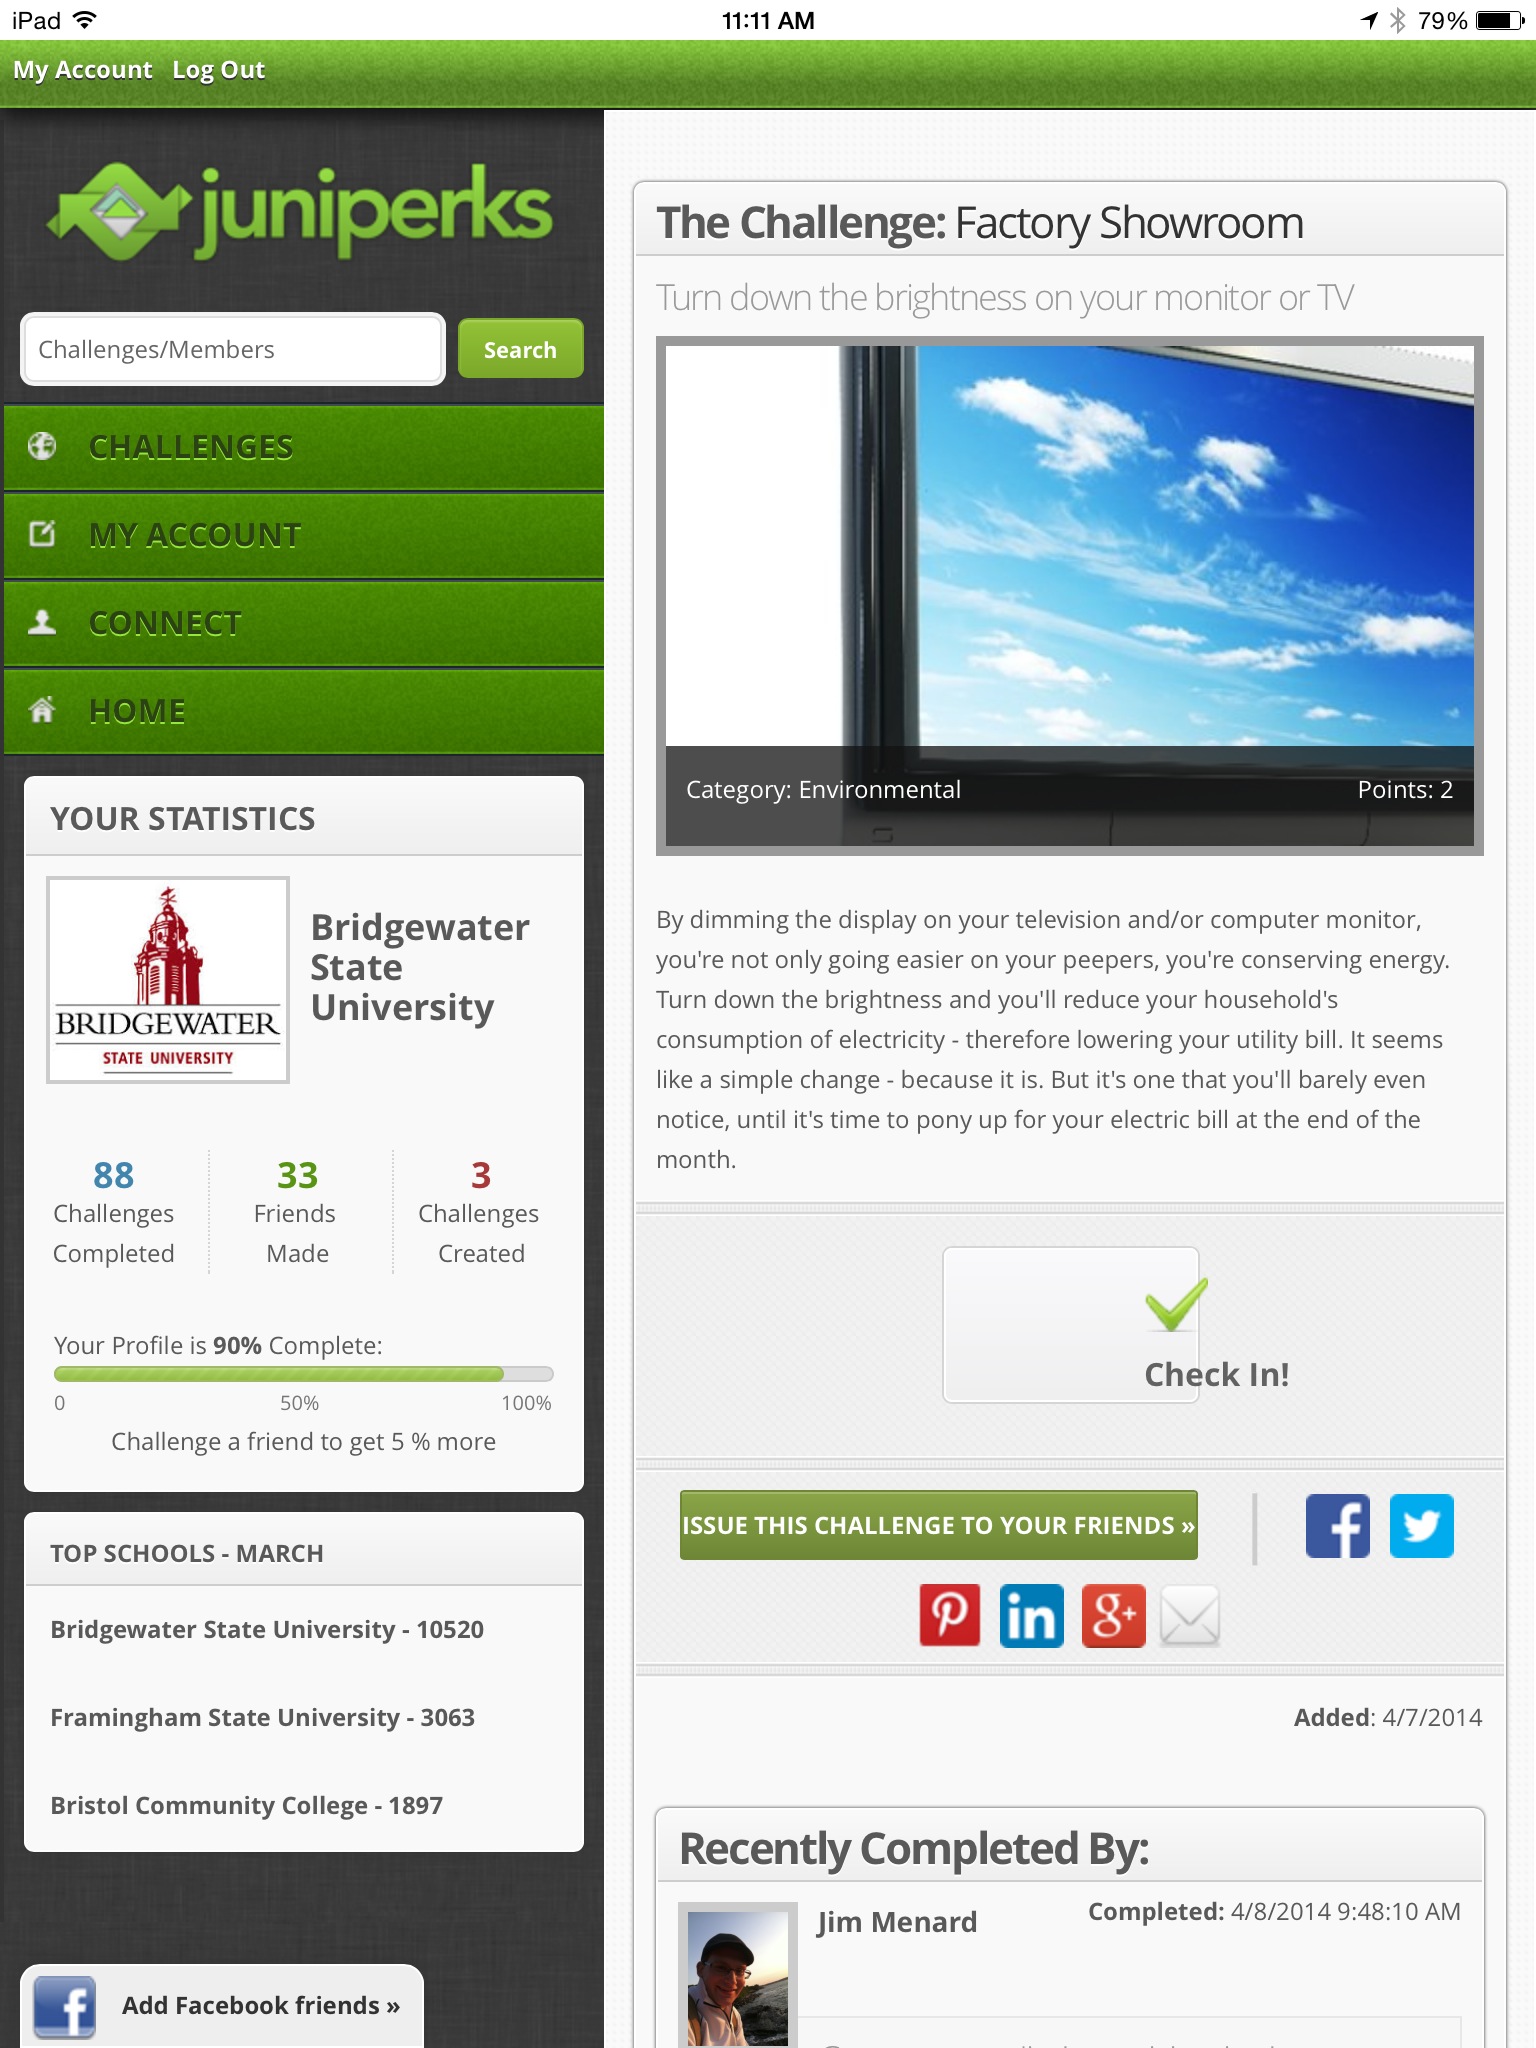 iPad
11:11 AM
79%
My Account Log Out
juniperks
Challenges/Members
Search
CHALLENGES
MY ACCOUNT
CONNECT
HOME
YOUR STATISTICS
BRIDGEWATER
STATE UNIVERSITY
Bridgewater
State
University
88
Challenges
Completed
33
Friends
Made
3
Challenges
Created
Your Profile is 90% Complete:
0 50% 100%
Challenge a friend to get 5 % more
TOP SCHOOLS - MARCH
Bridgewater State University - 10520
Framingham State University - 3063
Bristol Community College - 1897
Add Facebook friends »
The Challenge: Factory Showroom
Turn down the brightness on your monitor or TV
Category: Environmental Points: 2
By dimming the display on your television and/or computer monitor,
you're not only going easier on your peepers, you're conserving energy.
Turn down the brightness and you'll reduce your household's
consumption of electricity - therefore lowering your utility bill. It seems
like a simple change - because it is. But it's one that you'll barely even
notice, until it's time to pony up for your electric bill at the end of the
month.
Check In!
ISSUE THIS CHALLENGE TO YOUR FRIENDS »
Added: 4/7/2014
Recently Completed By:
Jim Menard
Completed: 4/8/2014 9:48:10 AM